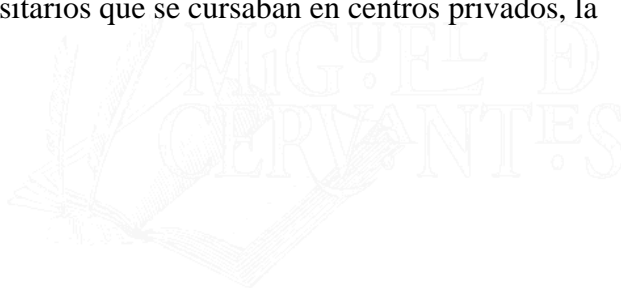 sitarios que se cursaban en centros privados, la
MiGUEL D
CERVANTES